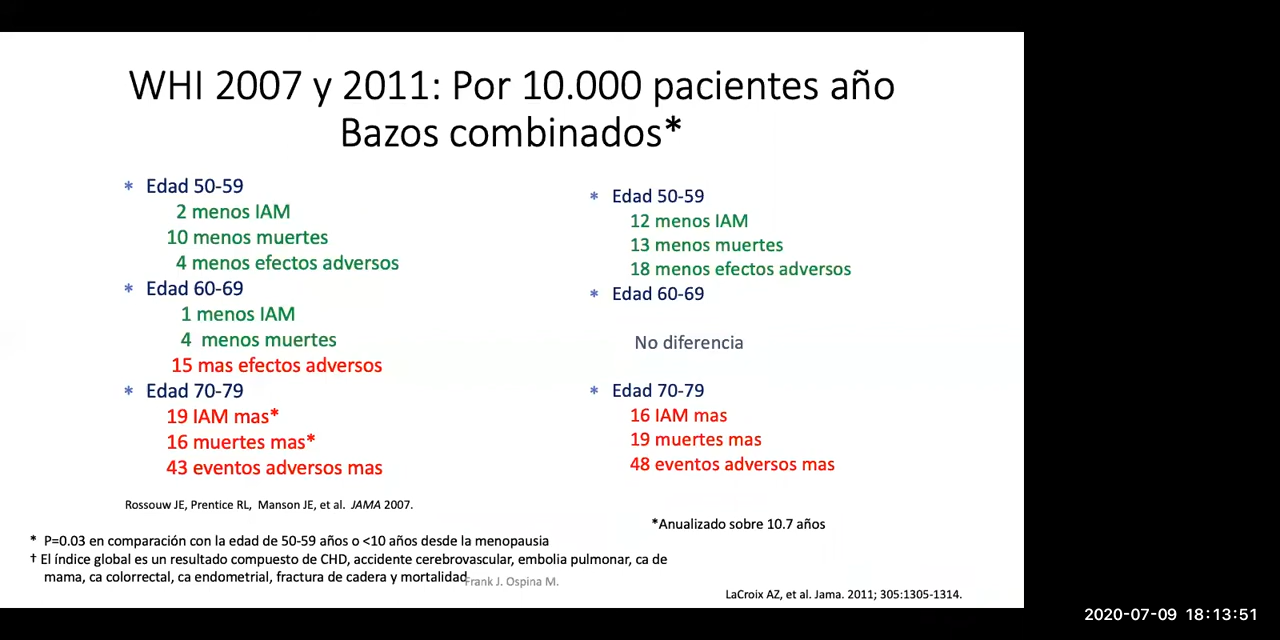 WHI 2007 y 2011: Por 10.000 pacientes año
Bazos combinados*
* Edad 50-59
2 menos IAM
10 menos muertes
4 menos efectos adversos
* Edad 60-69
1 menos IAM
4 menos muertes
15 mas efectos adversos
* Edad 70-79
19 IAM mas*
16 muertes mas*
43 eventos adversos mas
Rossouw JE, Prentice RL, Manson JE, et al. JAMA 2007.
* Edad 50-59
12 menos IAM
13 menos muertes
18 menos efectos adversos
* Edad 60-69
No diferencia
* Edad 70-79
16 IAM mas
19 muertes mas
48 eventos adversos mas
*Anualizado sobre 10.7 años
* P=0.03 en comparación con la edad de 50-59 años o <10 años desde la menopausia
† El índice global es un resultado compuesto de CHD, accidente cerebrovascular, embolia pulmonar, ca de
mama, ca colorrectal, ca endometrial, fractura de cadera y mortalidad
Frank J. Ospina M.
LaCroix AZ, et al. Jama. 2011; 305:1305-1314.
2020-07-09 18:13:51